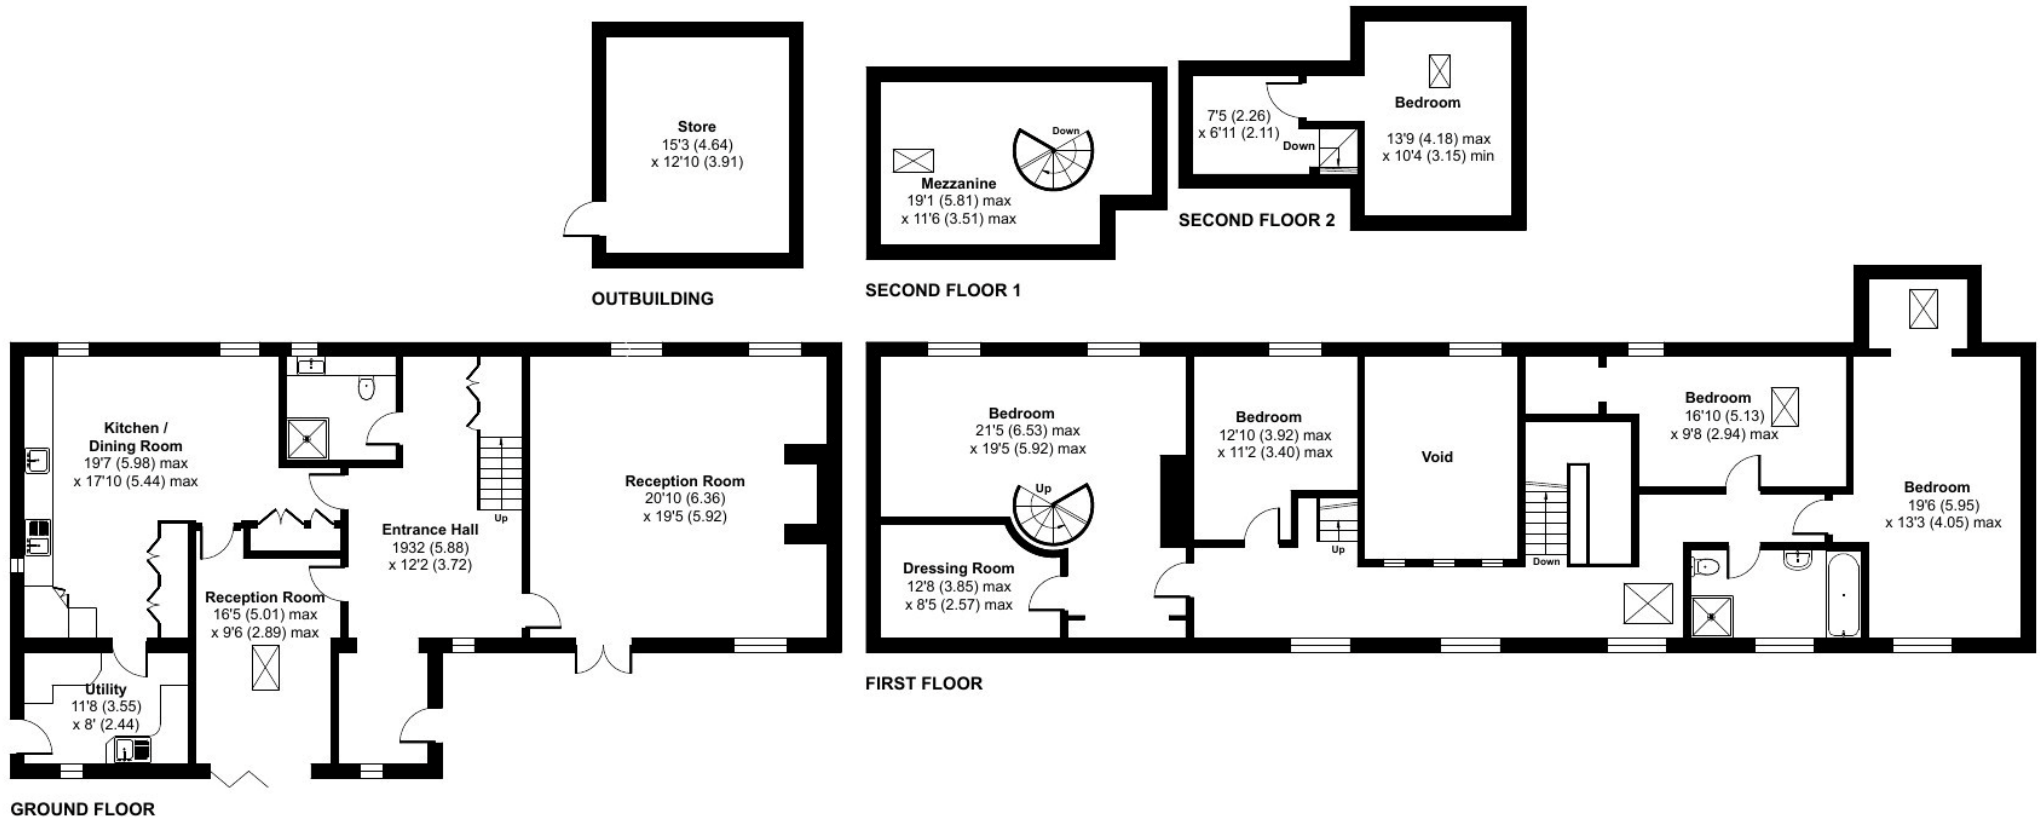 Store
15'3 (4.64)
x 12'10 (3.91)
OUTBUILDING
Down
Mezzanine
19'1 (5.81) max
x 11'6 (3.51) max
SECOND FLOOR 1
7'5 (2.26)
x 6'11 (2.11)
Down
Bedroom
13'9 (4.18) max
x 10'4 (3.15) min
SECOND FLOOR 2
Kitchen /
Dining Room
19'7 (5.98) max
x 17'10 (5.44) max
Up
Entrance Hall
1932 (5.88)
x 12'2 (3.72)
Reception Room
20'10 (6.36)
x 19'5 (5.92)
Reception Room
16'5 (5.01) max
x 9'6 (2.89) max
Utility
11'8 (3.55)
x 8' (2.44)
GROUND FLOOR
Bedroom
21'5 (6.53) max
x 19'5 (5.92) max
Up
Dressing Room
12'8 (3.85) max
x 8'5 (2.57) max
Bedroom
12'10 (3.92) max
x 11'2 (3.40) max
Up
Void
Down
Bedroom
16'10 (5.13)
x 9'8 (2.94) max
Bedroom
19'6 (5.95)
x 13'3 (4.05) max
FIRST FLOOR